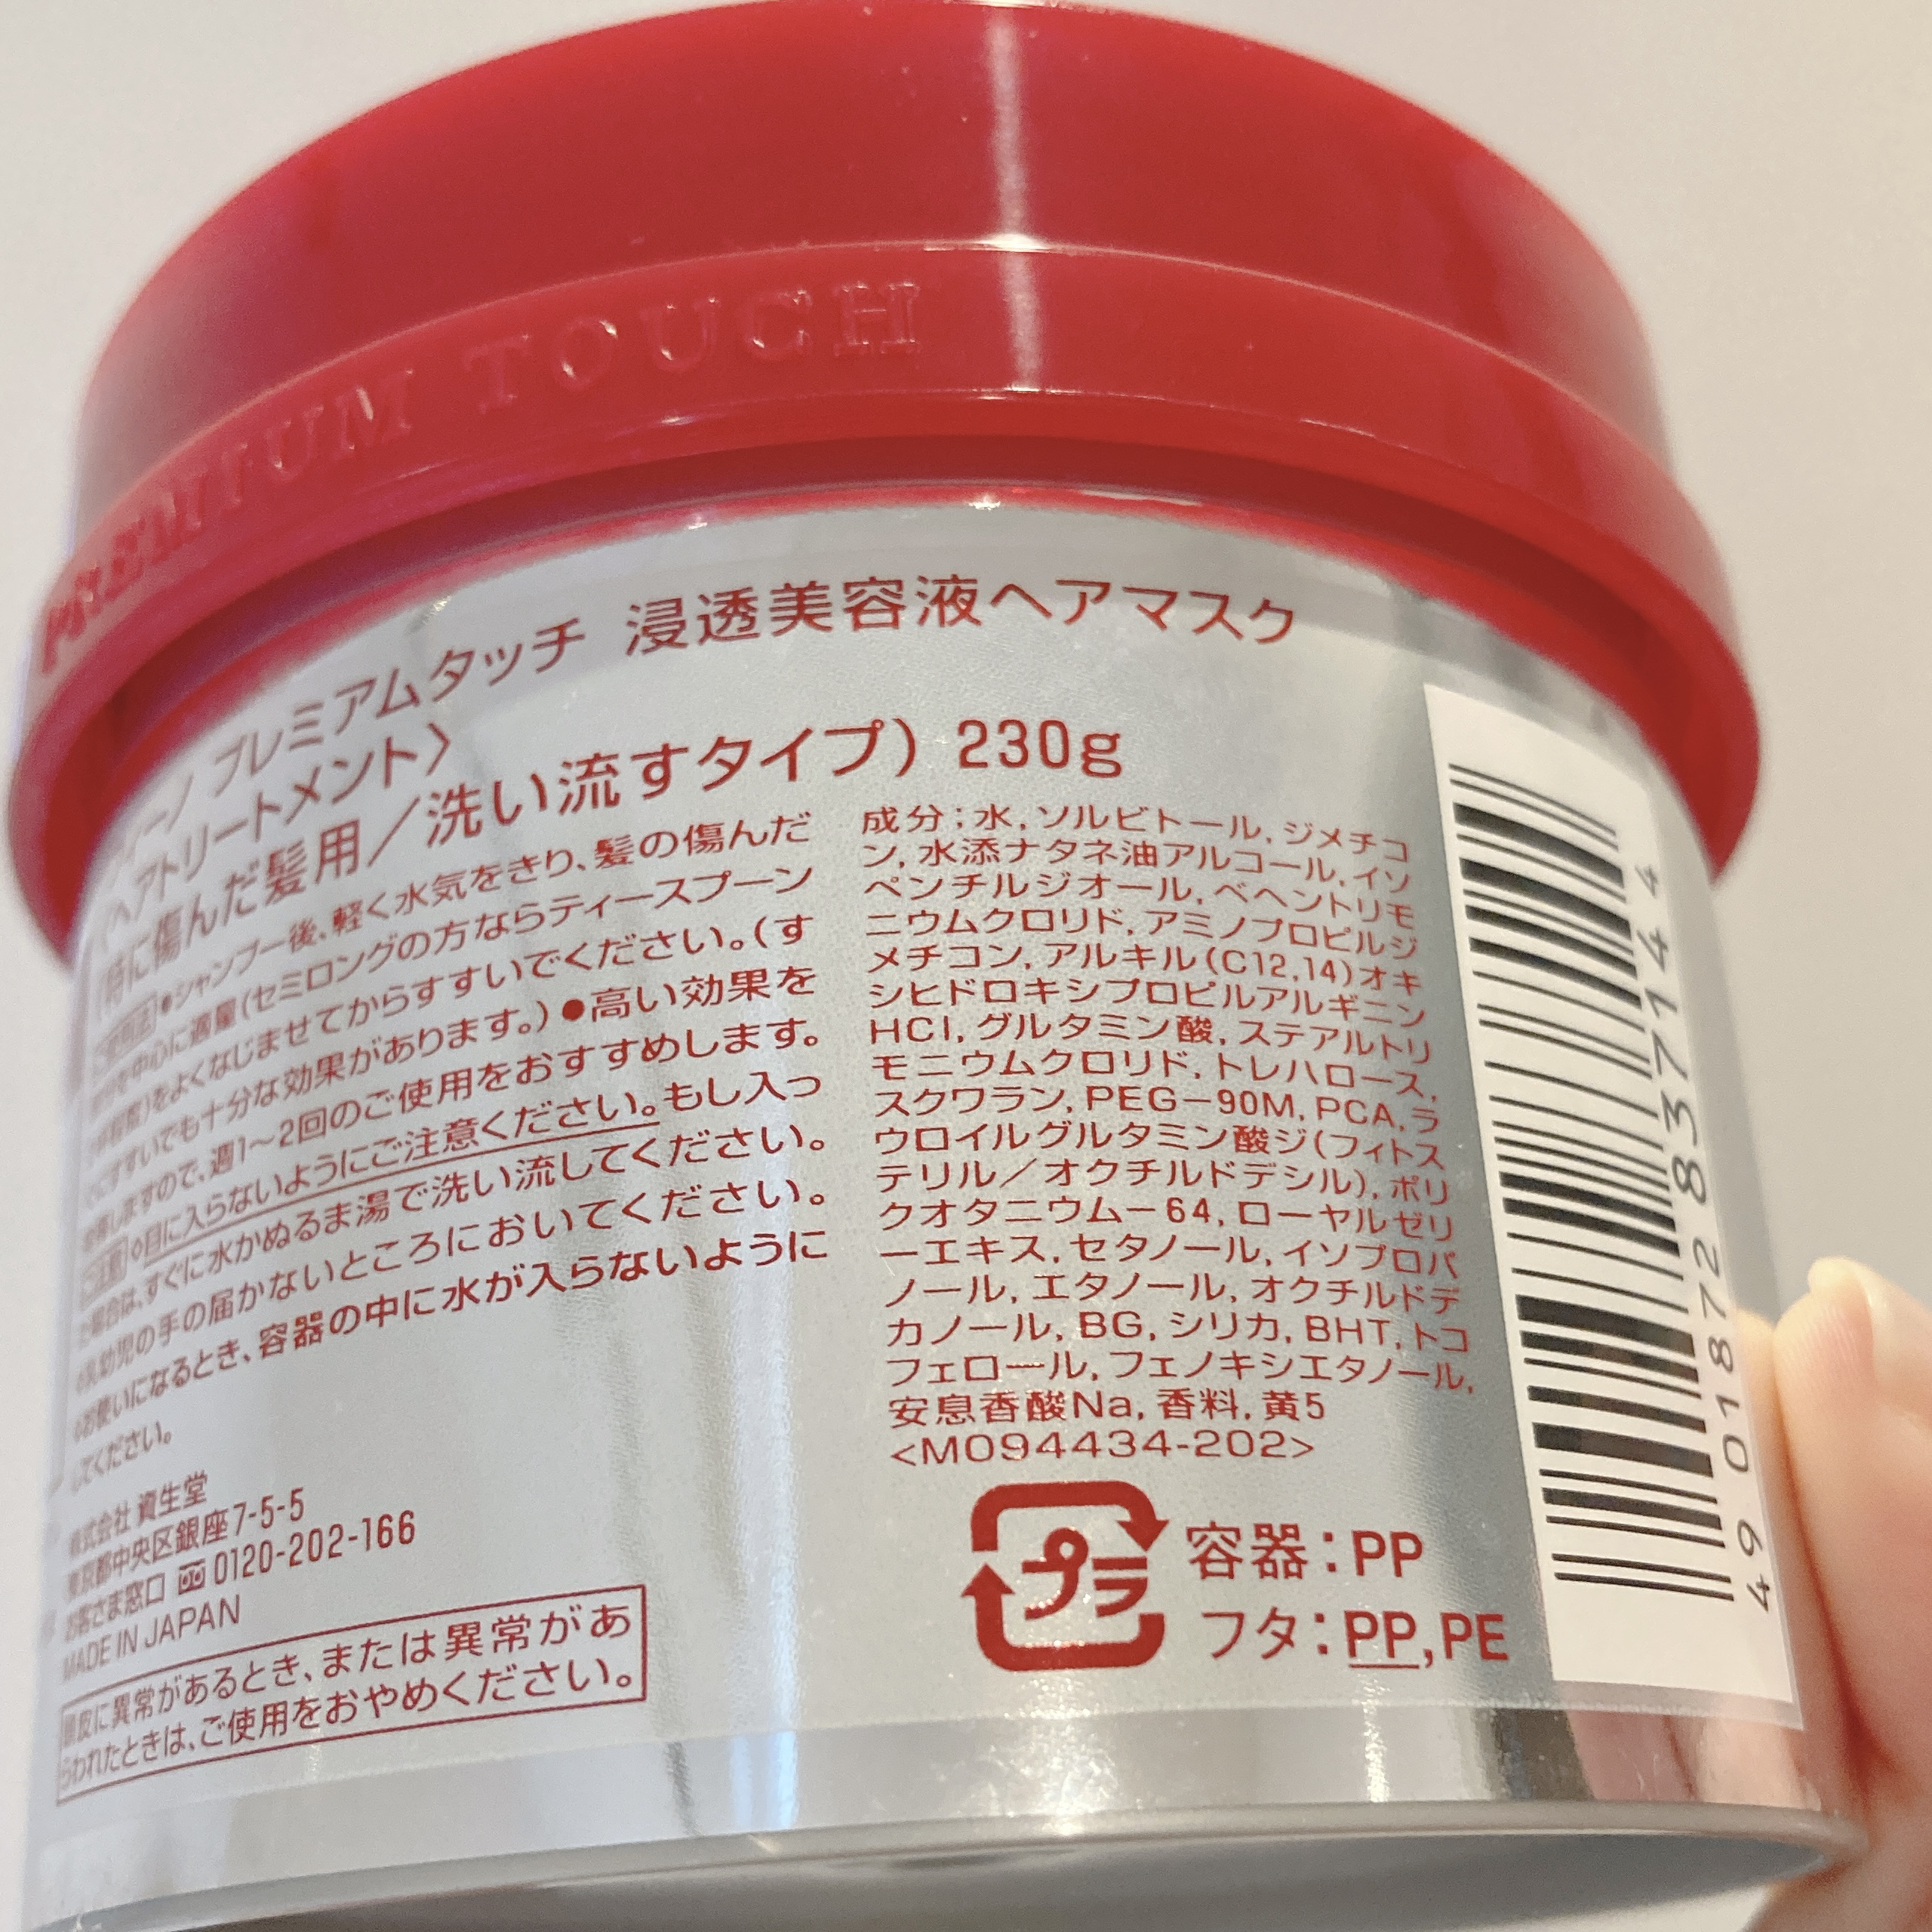 PREMIUM TOUCH
プレミアムタッチ 浸透美容液ヘアマスク
〈ヘアトリートメント〉
(特に傷んだ髪用/洗い流すタイプ) 230g
ご使用法 ●シャンプー後、軽く水気をきり、髪の傷んだ
部分を中心に適量(セミロングの方ならティースプーン
をよくなじませてからすすいでください。(す
ぐにすすいでも十分な効果があります。)●高い効果を
発揮しますので、週1〜2回のご使用をおすすめします。
ご注意 ◇目に入らないようにご注意ください。もし入っ
た場合は、すぐに水かぬるま湯で洗い流してください。
◇乳幼児の手の届かないところにおいてください。
◇お使いになるとき、容器の中に水が入らないように
してください。
株式会社 資生堂
東京都中央区銀座7-5-5
お客さま窓口 0120-202-166
MADE IN JAPAN
頭皮に異常があるとき、または異常があ
らわれたときは、ご使用をおやめください。
成分:水,ソルビトール,ジメチコ
ン,水添ナタネ油アルコール,イソ
ペンチルジオール,ベヘントリモ
ニウムクロリド,アミノプロピルジ
メチコン,アルキル(C12,14)オキ
シヒドロキシプロピルアルギニン
HCl,グルタミン酸,ステアルトリ
モニウムクロリド,トレハロース,
スクワラン,PEG-90M,PCA,ラ
ウロイルグルタミン酸ジ(フィトス
テリル/オクチルドデシル),ポリ
クオタニウム-64,ローヤルゼリ
ーエキス,セタノール,イソプロパ
ノール,エタノール,オクチルドデ
カノール,BG,シリカ,BHT,トコ
フェロール,フェノキシエタノール,
安息香酸Na,香料,黄5
<M094434-202>
プラ
容器:PP
フタ:PP,PE
4901872837144